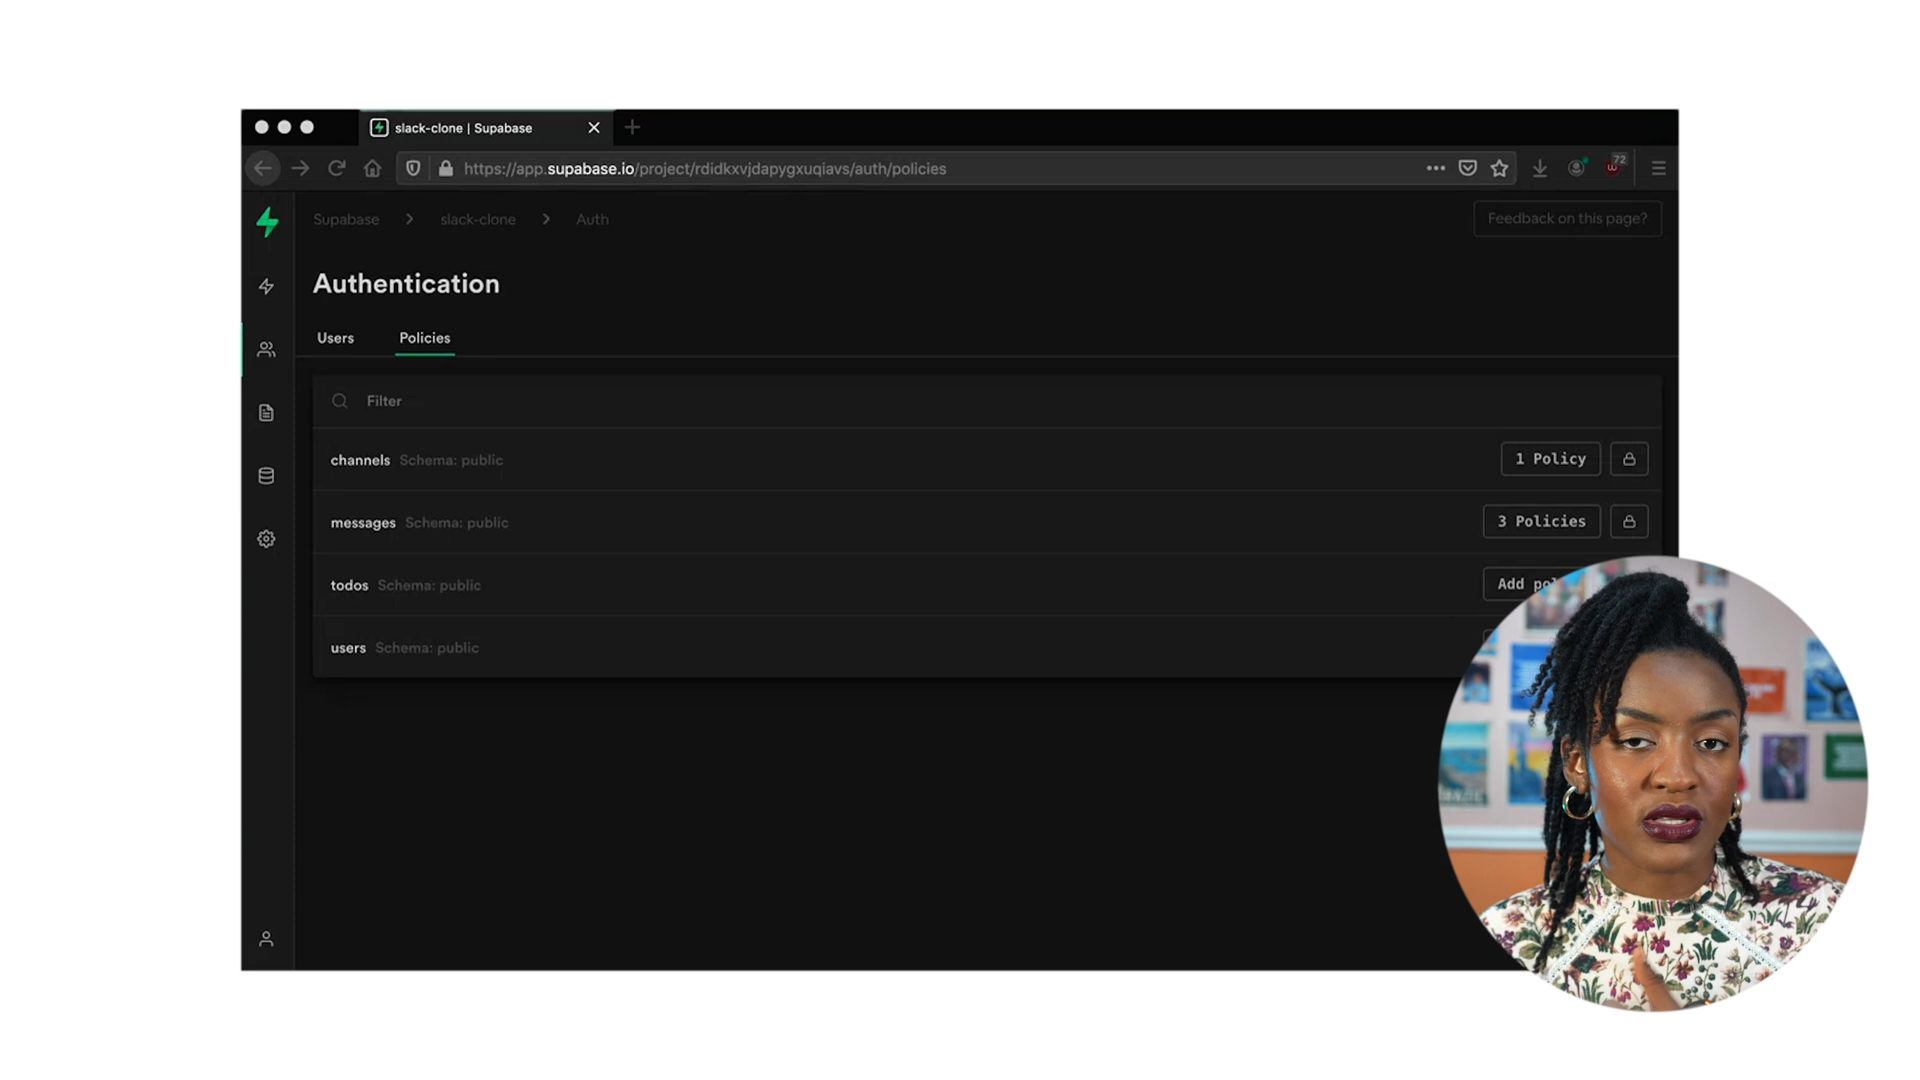 slack-clone | Supabase
https://app.supabase.io/project/rdidkxvjdapygxuqiavs/auth/policies
72
Supabase > slack-clone > Auth
Feedback on this page?
Authentication
Users Policies
Filter
channels Schema: public 1 Policy
messages Schema: public 3 Policies
todos Schema: public Add
users Schema: public